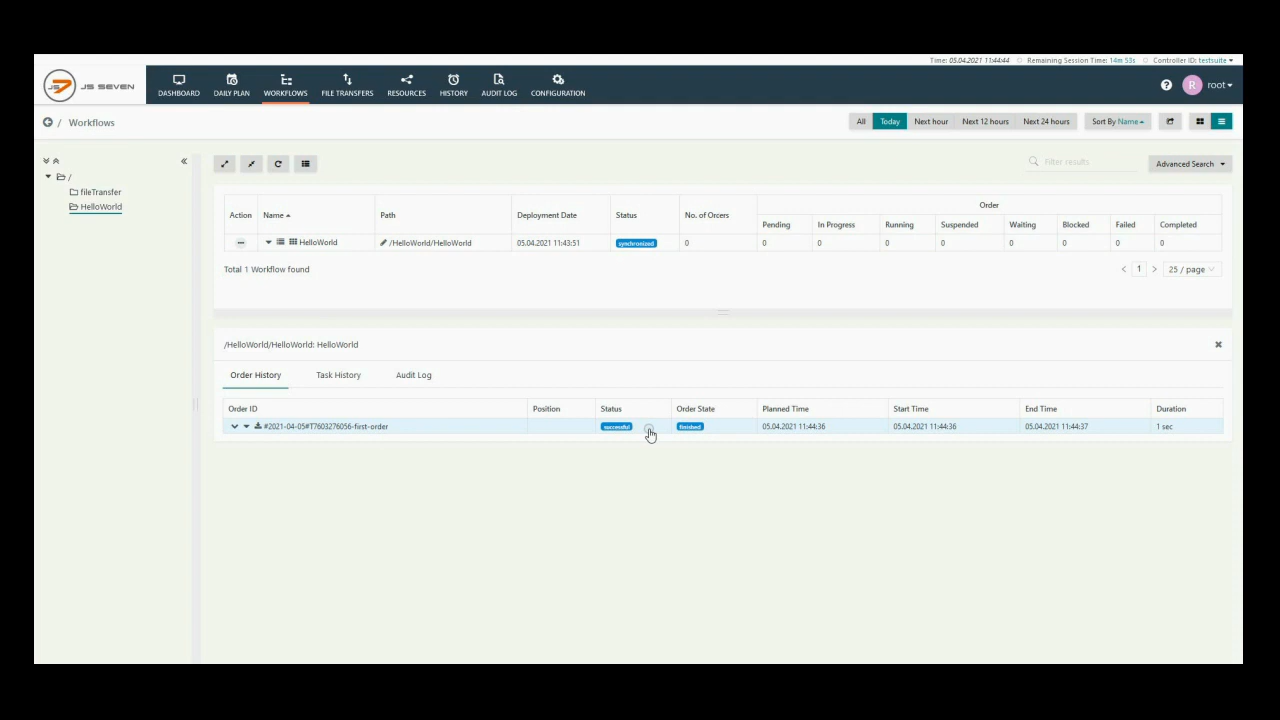 Time: 05.04.2021 11:44:44 Remaining Session Time: 14m 53s Controller ID: testsuite
JS7 JS SEVEN
DASHBOARD DAILY PLAN WORKFLOWS FILE TRANSFERS RESOURCES HISTORY AUDIT LOG CONFIGURATION
? R root
/ Workflows
All Today Next hour Next 12 hours Next 24 hours Sort By Name
/
fileTransfer
HelloWorld
Filter results Advanced Search
Action Name Path Deployment Date Status No. of Orcers Order
Pending In Progress Running Suspended Waiting Blocked Failed Completed
HelloWorld /HelloWorld/HelloWorld 05.04.2021 11:43:51 synchronized 0 0 0 0 0 0 0 0 0
Total 1 Workflow found
< 1 > 25 / page
/HelloWorld/HelloWorld: HelloWorld
Order History Task History Audit Log
Order ID Position Status Order State Planned Time Start Time End Time Duration
#2021-04-05#T7603276056-first-order successful finished 05.04.2021 11:44:36 05.04.2021 11:44:36 05.04.2021 11:44:37 1 sec